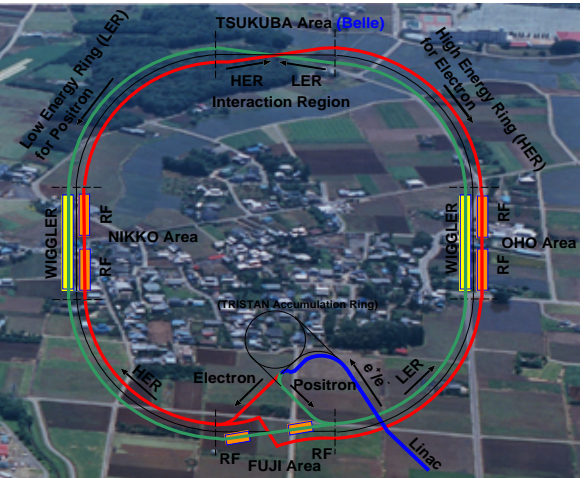 TSUKUBA Area (Belle)
HER
LER
Interaction Region
Low Energy Ring (LER)
for Positron
High Energy Ring (HER)
for Electron
WIGGLER
RF
RF
NIKKO Area
WIGGLER
RF
RF
OHO Area
(TRISTAN Accumulation Ring)
HER
Electron
Positron
e+/e-
LER
Linac
RF
RF
FUJI Area